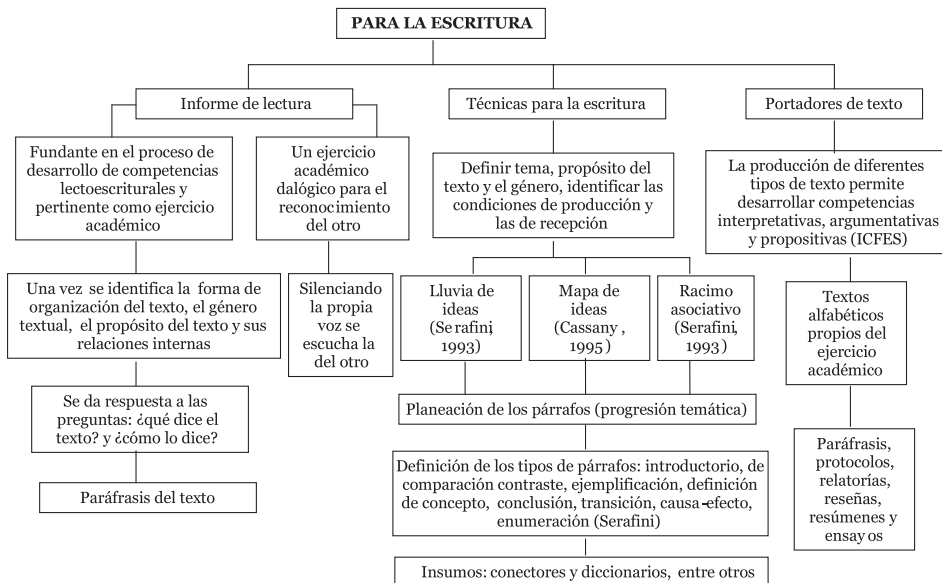 PARA LA ESCRITURA
Informe de lectura
Técnicas para la escritura
Portadores de texto
Fundante en el proceso de
desarrollo de competencias
lectoescriturales y
pertinente como ejercicio
académico
Un ejercicio
académico
dalógico para el
reconocimiento
del otro
Definir tema, propósito del
texto y el género, identificar las
condiciones de producción y
las de recepción
La producción de diferentes
tipos de texto permite
desarrollar competencias
interpretativas, argumentativas
y propositivas (ICFES)
Una vez se identifica la forma de
organización del texto, el género
textual, el propósito del texto y sus
relaciones internas
Silenciando
la propia
voz se
escucha la
del otro
Lluvia de
ideas
(Serafini,
1993)
Mapa de
ideas
(Cassany,
1995)
Racimo
asociativo
(Serafini,
1993)
Textos
alfabéticos
propios del
ejercicio
académico
Se da respuesta a las
preguntas: ¿qué dice el
texto? y ¿cómo lo dice?
Planeación de los párrafos (progresión temática)
Paráfrasis del texto
Definición de los tipos de párrafos: introductorio, de
comparación contraste, ejemplificación, definición
de concepto, conclusión, transición, causa-efecto,
enumeración (Serafini)
Paráfrasis,
protocolos,
relatorías,
reseñas,
resúmenes y
ensayos
Insumos: conectores y diccionarios, entre otros